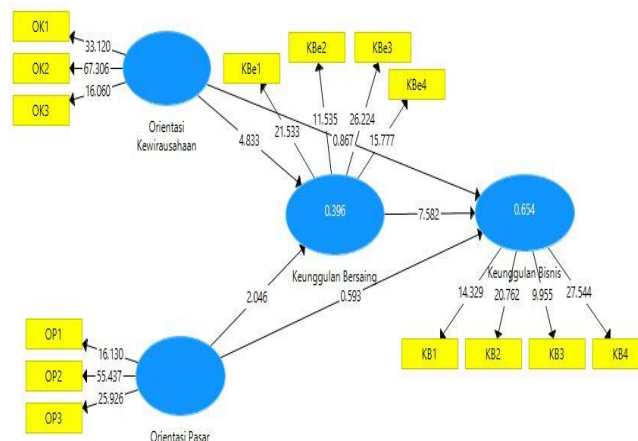 OK1
33.120
OK2
67.306
OK3
16.060
Orientasi
Kewirausahaan
KBe1
KBe2
KBe3
KBe4
21.533
11.535
26.224
15.777
4.833
0.867
0.396
Keunggulan Bersaing
7.582
0.654
Keunggulan Bisnis
2.046
0.593
14.329
20.762
9.955
27.544
KB1
KB2
KB3
KB4
OP1
16.130
OP2
55.437
OP3
25.926
Orientasi Pasar